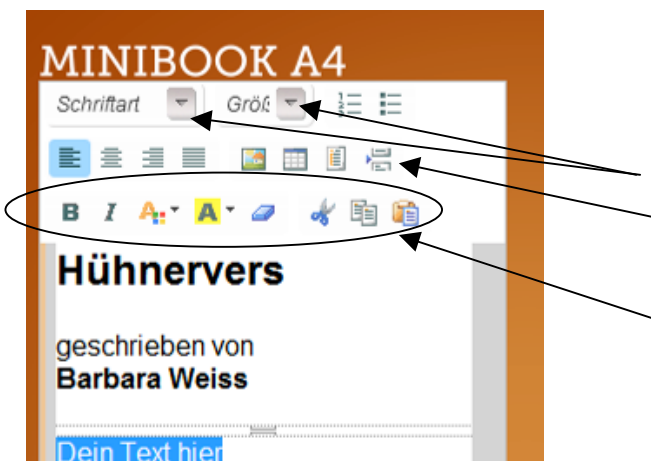 MINIBOOK A4
Schriftart Größ
B I A A
Hühnervers
geschrieben von
Barbara Weiss
Dein Text hier